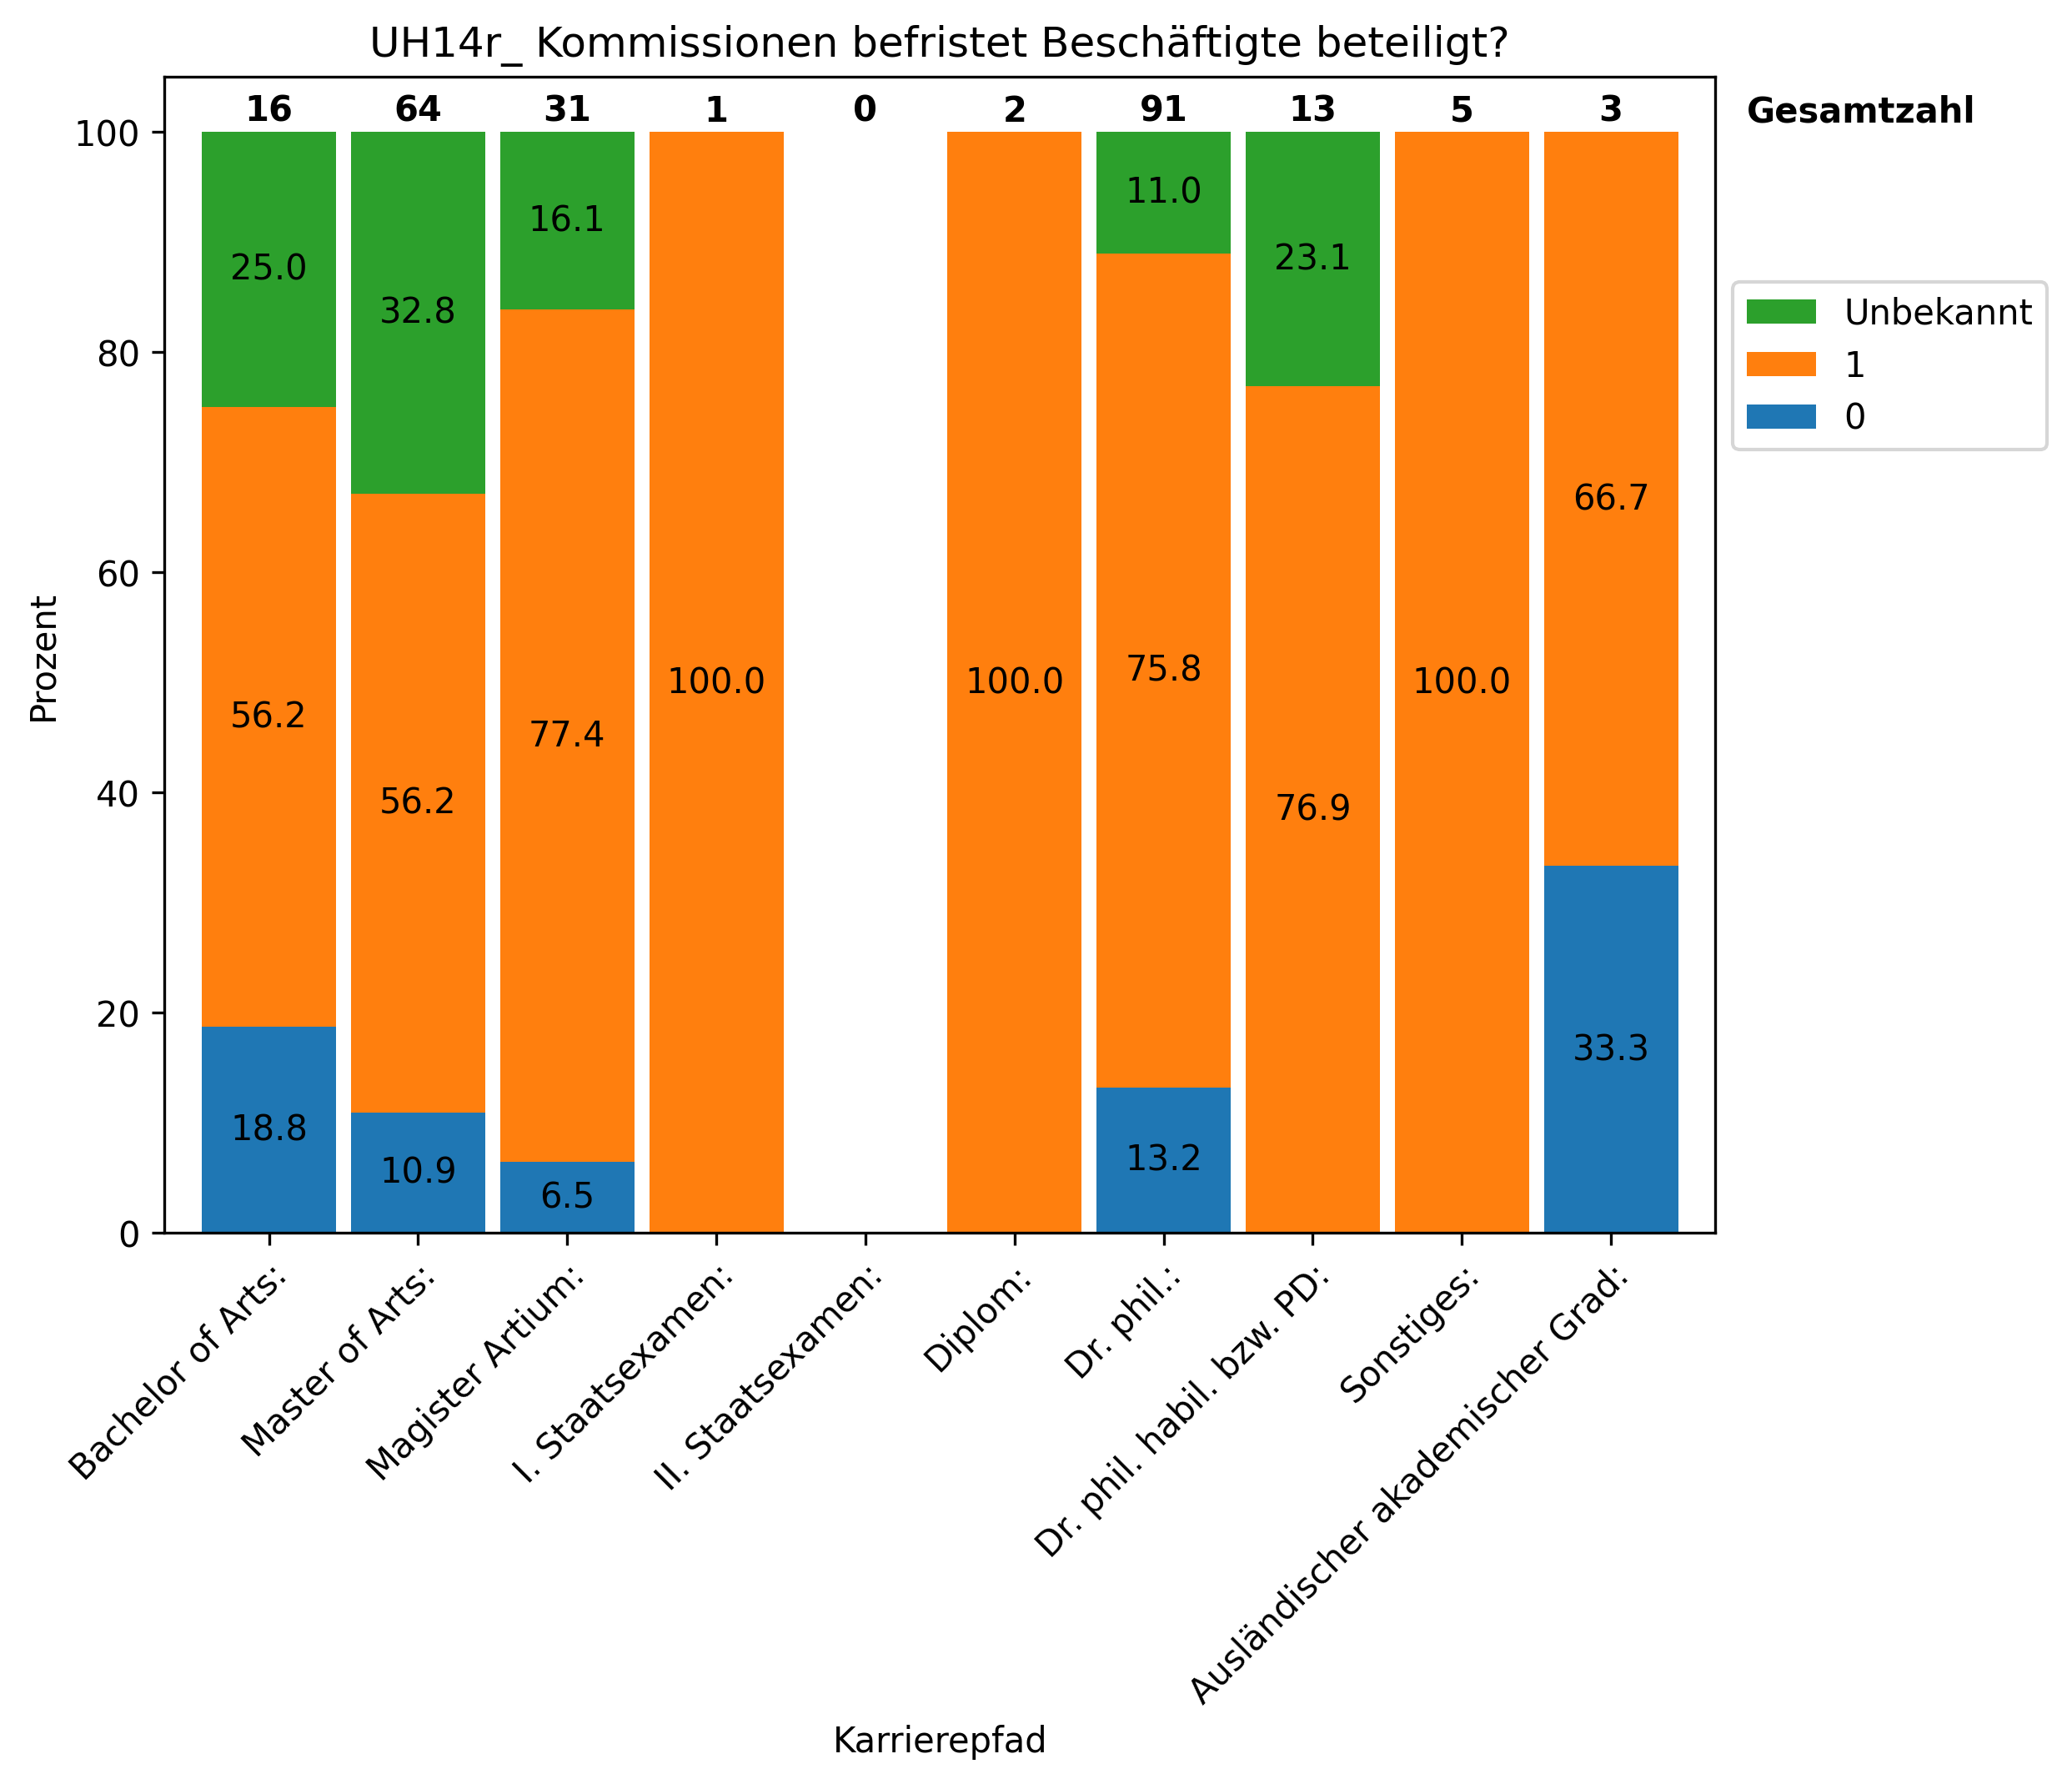 UH14r_ Kommissionen befristet Beschäftigte beteiligt?
16 64 31 1 0 2 91 13 5 3 Gesamtzahl
Prozent
100
80
60
40
20
0
25.0
56.2
18.8
32.8
56.2
10.9
16.1
77.4
6.5
100.0
100.0
11.0
75.8
13.2
23.1
76.9
100.0
66.7
33.3
Unbekannt
1
0
Bachelor of Arts:
Master of Arts:
Magister Artium:
I. Staatsexamen:
II. Staatsexamen:
Diplom:
Dr. phil.:
Dr. phil. habil. bzw. PD:
Sonstiges:
Ausländischer akademischer Grad:
Karrierepfad